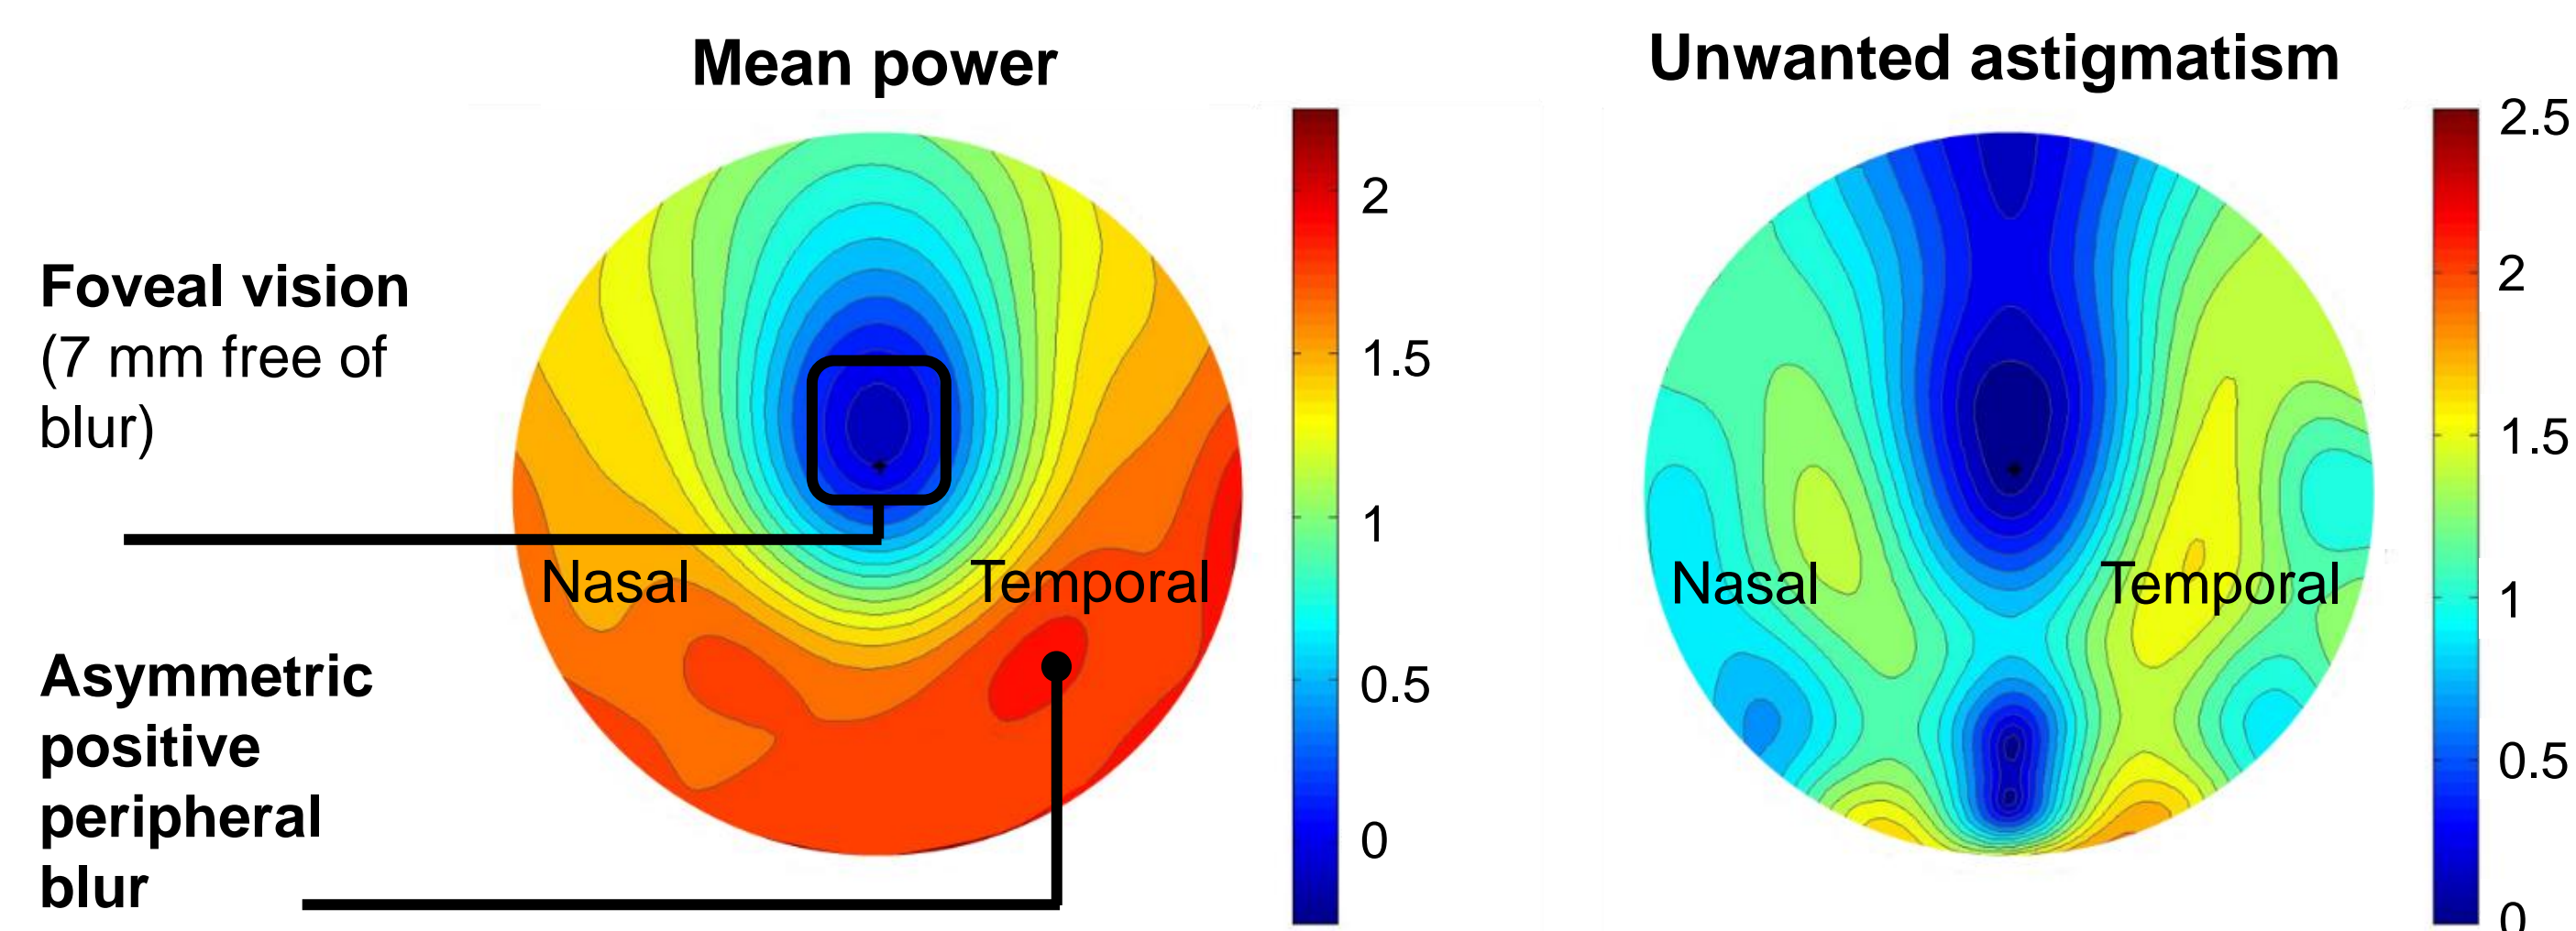 Mean power
Unwanted astigmatism
Foveal vision
(7 mm free of
blur)
Asymmetric
positive
peripheral
blur
Nasal
Temporal
2
1.5
1
0.5
0
Nasal
Temporal
2.5
2
1.5
1
0.5
0